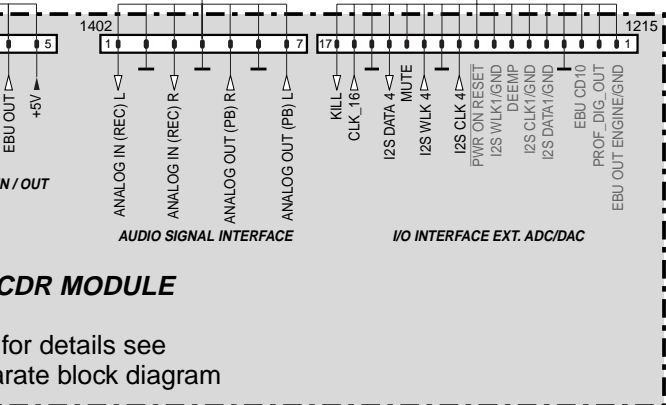 1402
1215
5
1
7
17
1
EBU OUT
+5V
ANALOG IN (REC) L
ANALOG IN (REC) R
ANALOG OUT (PB) R
ANALOG OUT (PB) L
KILL
CLK_16
I2S DATA 4
MUTE
I2S WLK 4
I2S CLK 4
PWR ON RESET
I2S WLK1/GND
DEEMP
I2S CLK1/GND
I2S DATA1/GND
EBU CD10
PROF_DIG_OUT
EBU OUT ENGINE/GND
N / OUT
AUDIO SIGNAL INTERFACE
I/O INTERFACE EXT. ADC/DAC
CDR MODULE
for details see
arate block diagram